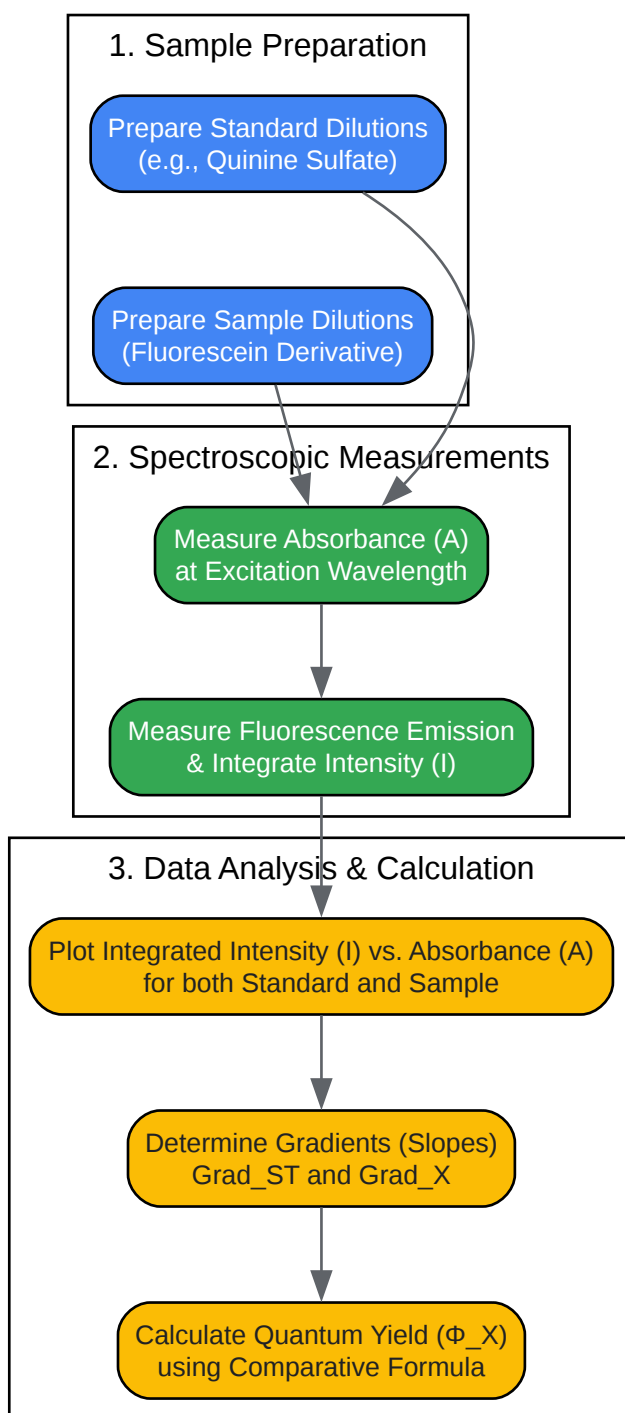 1. Sample Preparation
Prepare Standard Dilutions
(e.g., Quinine Sulfate)
Prepare Sample Dilutions
(Fluorescein Derivative)
2. Spectroscopic Measurements
Measure Absorbance (A)
at Excitation Wavelength
Measure Fluorescence Emission
& Integrate Intensity (I)
3. Data Analysis & Calculation
Plot Integrated Intensity (I) vs. Absorbance (A)
for both Standard and Sample
Determine Gradients (Slopes)
Grad_ST and Grad_X
Calculate Quantum Yield (Φ_X)
using Comparative Formula